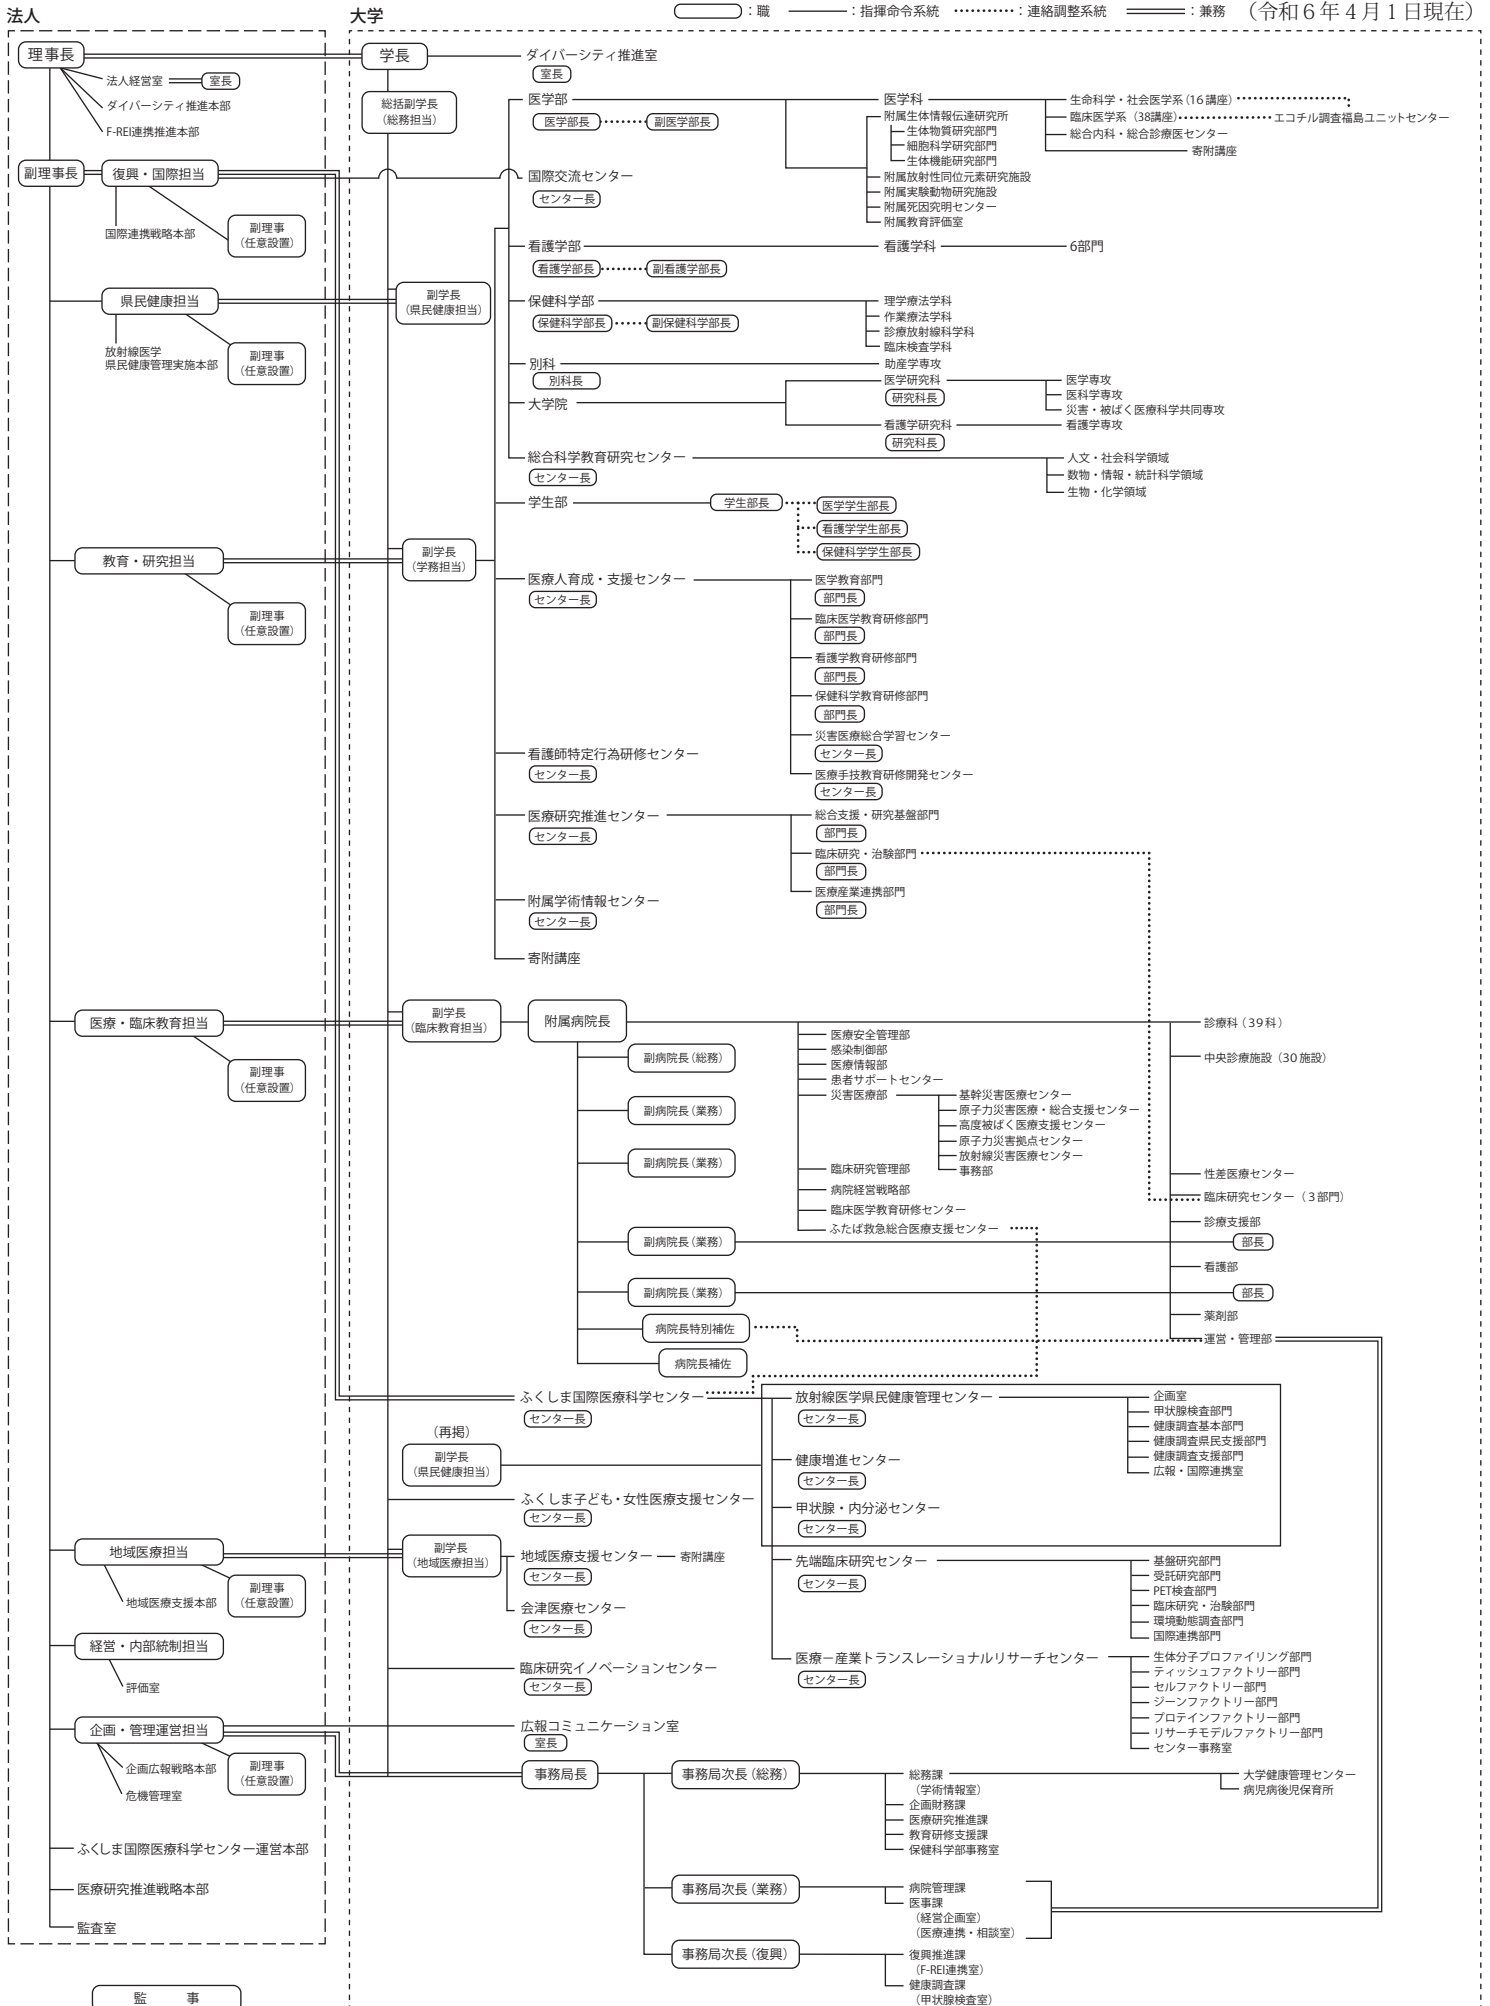 法人
大学
：職
：指揮命令系統
：連絡調整系統
：兼務
（令和６年４月１日現在）
理事長
法人経営室
室長
ダイバーシティ推進本部
F-REI連携推進本部
副理事長
復興・国際担当
国際連携戦略本部
副理事
（任意設置）
県民健康担当
放射線医学
県民健康管理実施本部
副理事
（任意設置）
教育・研究担当
副理事
（任意設置）
医療・臨床教育担当
副理事
（任意設置）
地域医療担当
地域医療支援本部
副理事
（任意設置）
経営・内部統制担当
評価室
企画・管理運営担当
企画広報戦略本部
危機管理室
副理事
（任意設置）
ふくしま国際医療科学センター運営本部
医療研究推進戦略本部
監査室
監　事
学長
ダイバーシティ推進室
室長
総括副学長
（総務担当）
医学部
医学部長
副医学部長
医学科
生命科学・社会医学系（16講座）
臨床医学系（38講座）
エコチル調査福島ユニットセンター
総合内科・総合診療医センター
寄附講座
附属生体情報伝達研究所
生体物質研究部門
細胞科学研究部門
生体機能研究部門
附属放射性同位元素研究施設
附属実験動物研究施設
附属死因究明センター
附属教育評価室
国際交流センター
センター長
看護学部
看護学部長
副看護学部長
看護学科
6部門
副学長
（県民健康担当）
保健科学部
保健科学部長
副保健科学部長
理学療法学科
作業療法学科
診療放射線科学科
臨床検査学科
別科
別科長
助産学専攻
大学院
医学研究科
研究科長
医学専攻
医科学専攻
災害・被ばく医療科学共同専攻
看護学研究科
研究科長
看護学専攻
総合科学教育研究センター
センター長
人文・社会科学領域
数物・情報・統計科学領域
生物・化学領域
学生部
学生部長
医学学生部長
看護学学生部長
保健科学学生部長
副学長
（学務担当）
医療人育成・支援センター
センター長
医学教育部門
部門長
臨床医学教育研修部門
部門長
看護学教育研修部門
部門長
保健科学教育研修部門
部門長
災害医療総合学習センター
センター長
医療手技教育研修開発センター
センター長
看護師特定行為研修センター
センター長
医療研究推進センター
センター長
総合支援・研究基盤部門
部門長
臨床研究・治験部門
部門長
医療産業連携部門
部門長
附属学術情報センター
センター長
寄附講座
副学長
（臨床教育担当）
附属病院長
副病院長（総務）
副病院長（業務）
副病院長（業務）
副病院長（業務）
副病院長（業務）
病院長特別補佐
病院長補佐
医療安全管理部
感染制御部
医療情報部
患者サポートセンター
災害医療部
基幹災害医療センター
原子力災害医療・総合支援センター
高度被ばく医療支援センター
原子力災害拠点センター
放射線災害医療センター
事務部
臨床研究管理部
病院経営戦略部
臨床医学教育研修センター
ふたば救急総合医療支援センター
診療科（39科）
中央診療施設（30施設）
性差医療センター
臨床研究センター（３部門）
診療支援部
部長
看護部
部長
薬剤部
運営・管理部
ふくしま国際医療科学センター
センター長
（再掲）
副学長
（県民健康担当）
放射線医学県民健康管理センター
センター長
企画室
甲状腺検査部門
健康調査基本部門
健康調査県民支援部門
健康調査支援部門
広報・国際連携室
健康増進センター
センター長
甲状腺・内分泌センター
センター長
ふくしま子ども・女性医療支援センター
センター長
副学長
（地域医療担当）
地域医療支援センター
センター長
寄附講座
会津医療センター
センター長
先端臨床研究センター
センター長
基盤研究部門
受託研究部門
PET検査部門
臨床研究・治験部門
環境動態調査部門
国際連携部門
医療－産業トランスレーショナルリサーチセンター
センター長
生体分子プロファイリング部門
ティッシュファクトリー部門
セルファクトリー部門
ジーンファクトリー部門
プロテインファクトリー部門
リサーチモデルファクトリー部門
センター事務室
臨床研究イノベーションセンター
センター長
広報コミュニケーション室
室長
事務局長
事務局次長（総務）
総務課
（学術情報室）
企画財務課
医療研究推進課
教育研修支援課
保健科学部事務室
大学健康管理センター
病児病後児保育所
事務局次長（業務）
病院管理課
医事課
（経営企画室）
（医療連携・相談室）
事務局次長（復興）
復興推進課
（F-REI連携室）
健康調査課
（甲状腺検査室）